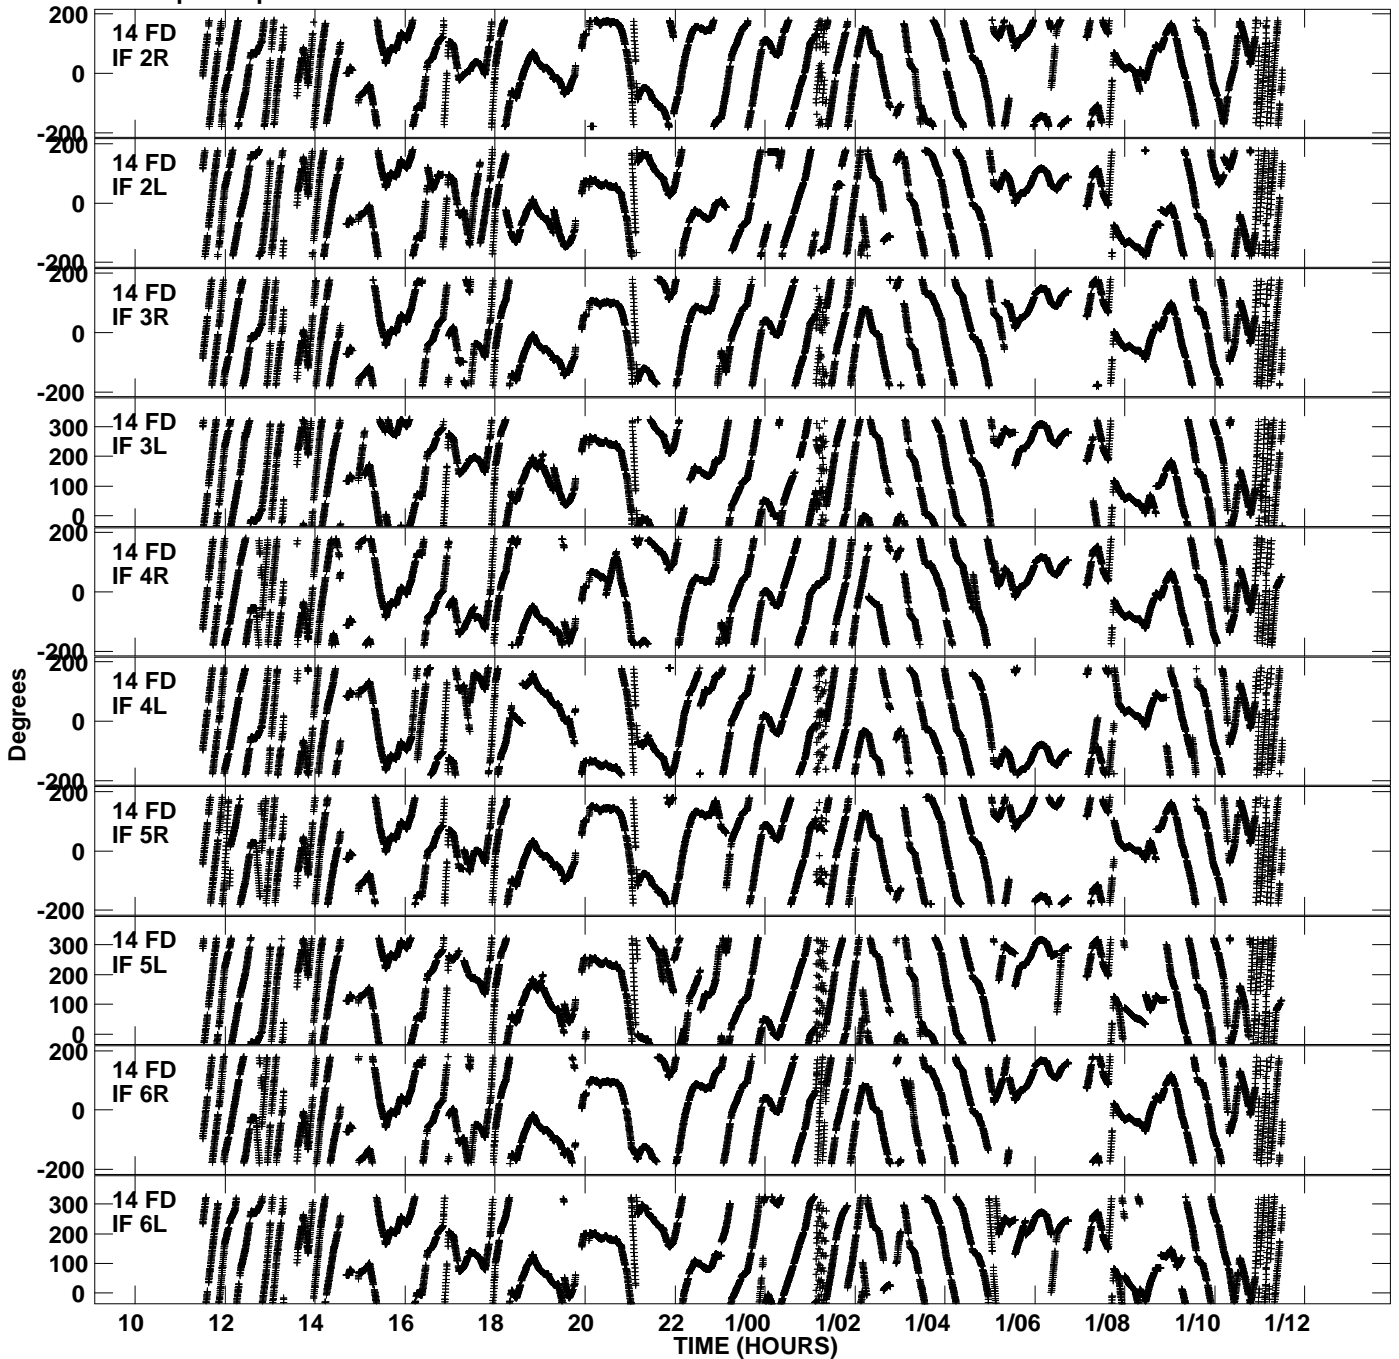 200
0
-200
14 FD
IF 2R
200
0
-200
14 FD
IF 2L
200
0
-200
14 FD
IF 3R
300
200
100
0
14 FD
IF 3L
200
0
-200
14 FD
IF 4R
200
0
-200
14 FD
IF 4L
200
0
-200
14 FD
IF 5R
300
200
100
0
14 FD
IF 5L
200
0
-200
14 FD
IF 6R
300
200
100
0
14 FD
IF 6L
Degrees
10 12 14 16 18 20 22 1/00 1/02 1/04 1/06 1/08 1/10 1/12
TIME (HOURS)